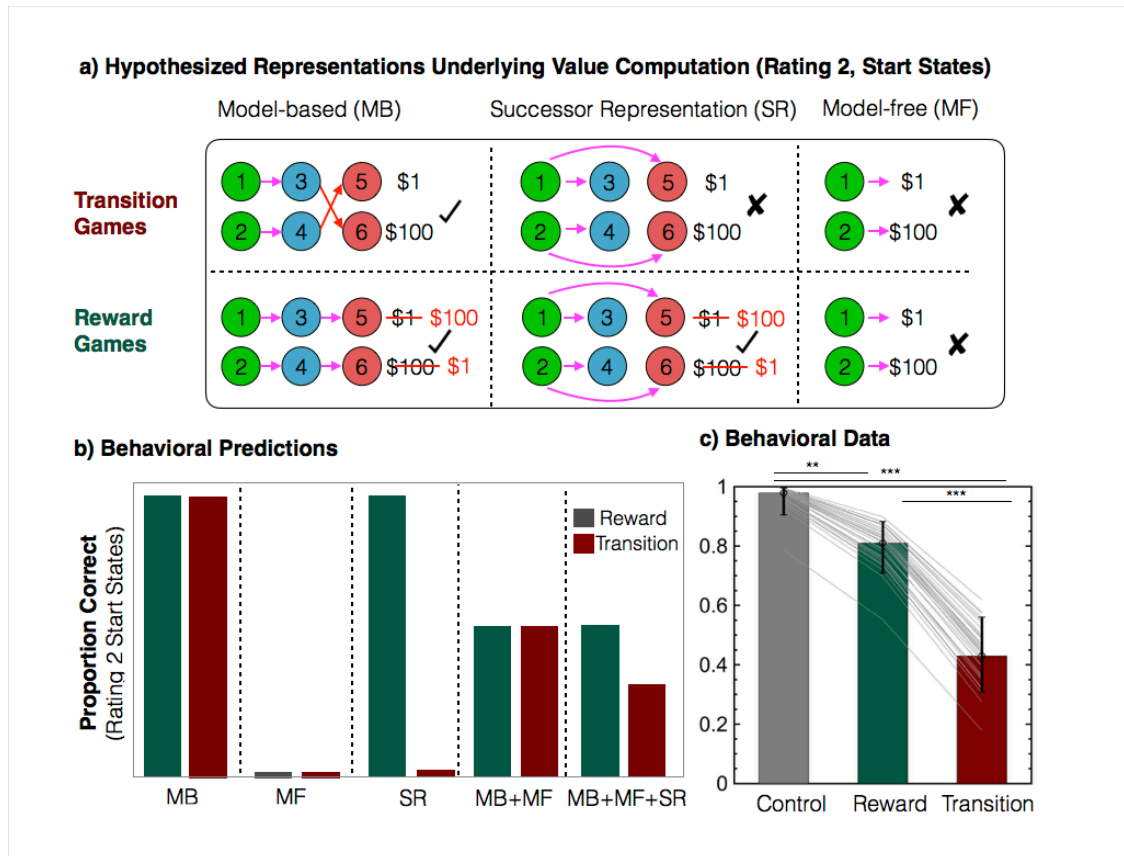 a) Hypothesized Representations Underlying Value Computation (Rating 2, Start States)
Model-based (MB) Successor Representation (SR) Model-free (MF)
Transition
Games
1 3 5 $1
2 4 6 $100 ✓
1 3 5 $1
2 4 6 $100 ✘
1 $1
2 $100 ✘
Reward
Games
1 3 5 $1 $100
2 4 6 $100 $1 ✓
1 3 5 $1 $100
2 4 6 $100 $1 ✓
1 $1
2 $100 ✘
b) Behavioral Predictions
Proportion Correct
(Rating 2 Start States)
Reward
Transition
MB MF SR MB+MF MB+MF+SR
c) Behavioral Data
** ***
***
1
0.8
0.6
0.4
0.2
0
Control Reward Transition